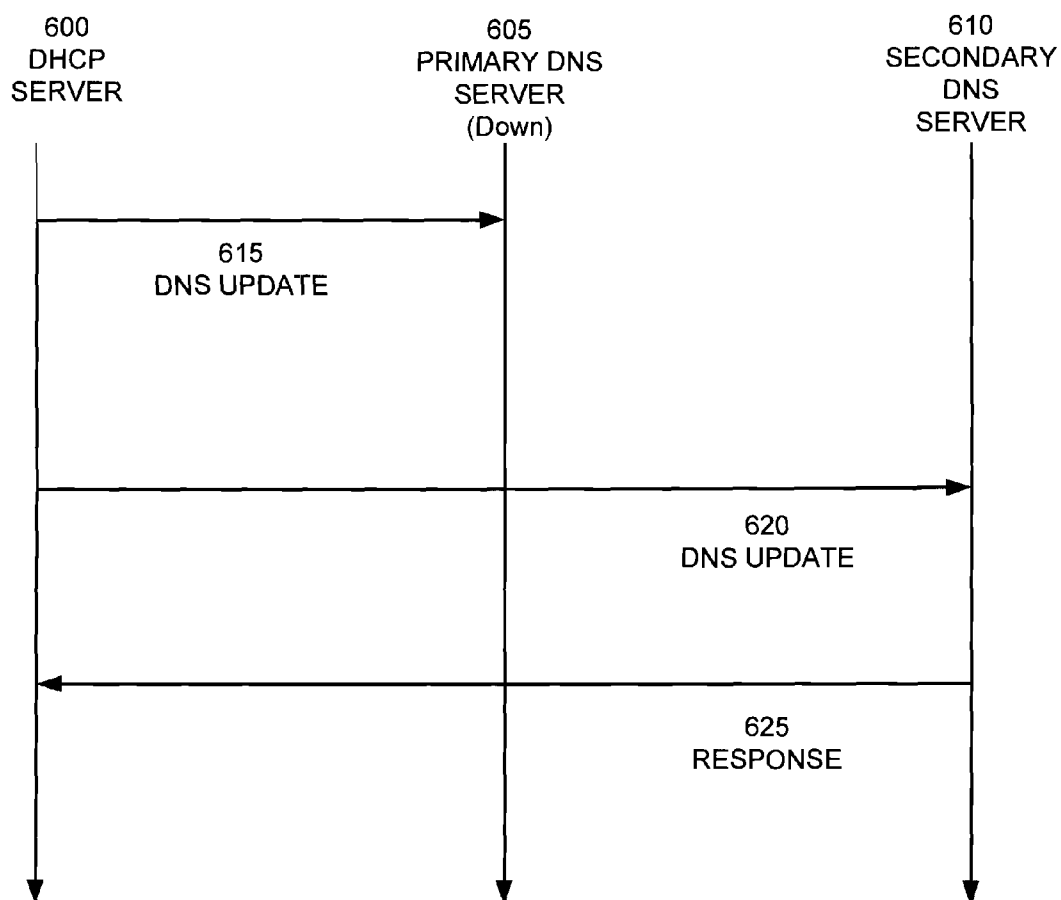 600
DHCP
SERVER
605
PRIMARY DNS
SERVER
(Down)
610
SECONDARY
DNS
SERVER
615
DNS UPDATE
620
DNS UPDATE
625
RESPONSE